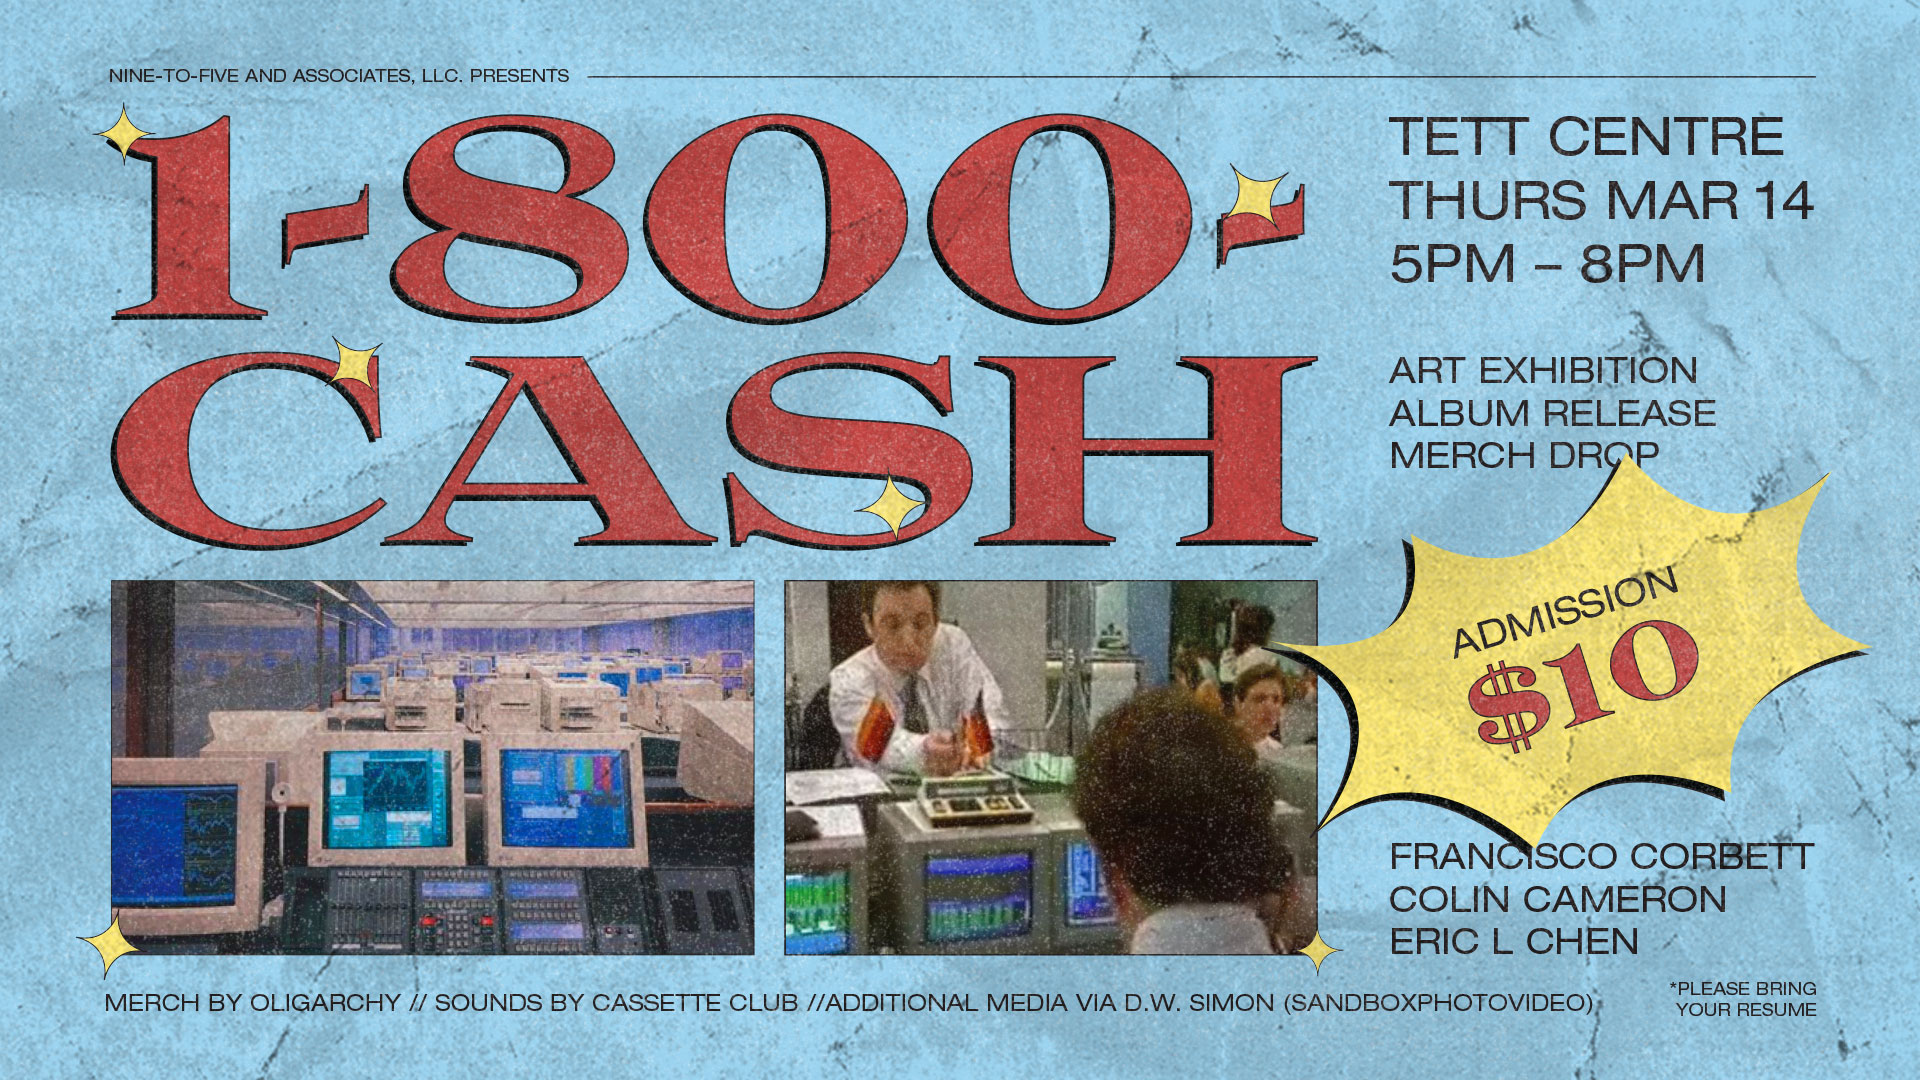 NINE-TO-FIVE AND ASSOCIATES, LLC. PRESENTS
1-800-
CASH
TETT CENTRE
THURS MAR 14
5PM – 8PM
ART EXHIBITION
ALBUM RELEASE
MERCH DROP
ADMISSION
$10
FRANCISCO CORBETT
COLIN CAMERON
ERIC L CHEN
MERCH BY OLIGARCHY // SOUNDS BY CASSETTE CLUB //ADDITIONAL MEDIA VIA D.W. SIMON (SANDBOXPHOTOVIDEO)
*PLEASE BRING
YOUR RESUME